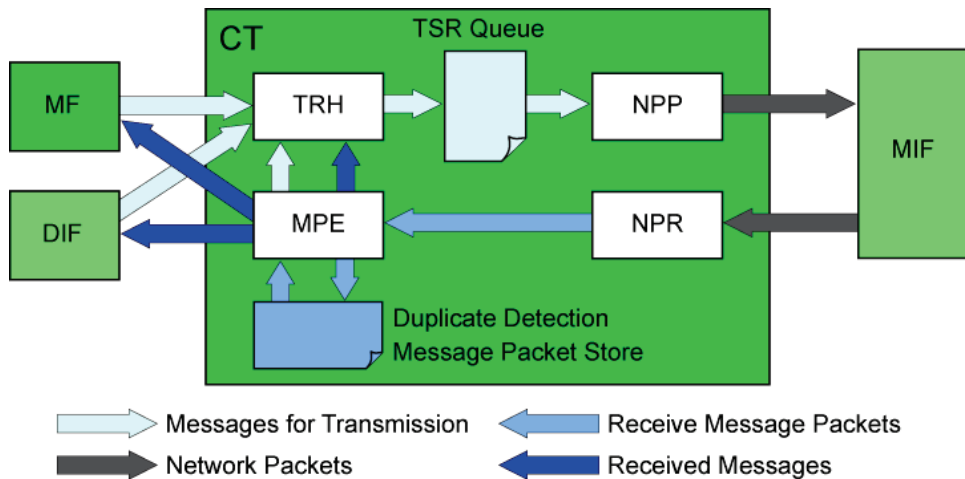 TSR Queue
CT
MF
TRH
NPP
MIF
DIF
MPE
NPR
Duplicate Detection
Message Packet Store
Messages for Transmission
Receive Message Packets
Network Packets
Received Messages